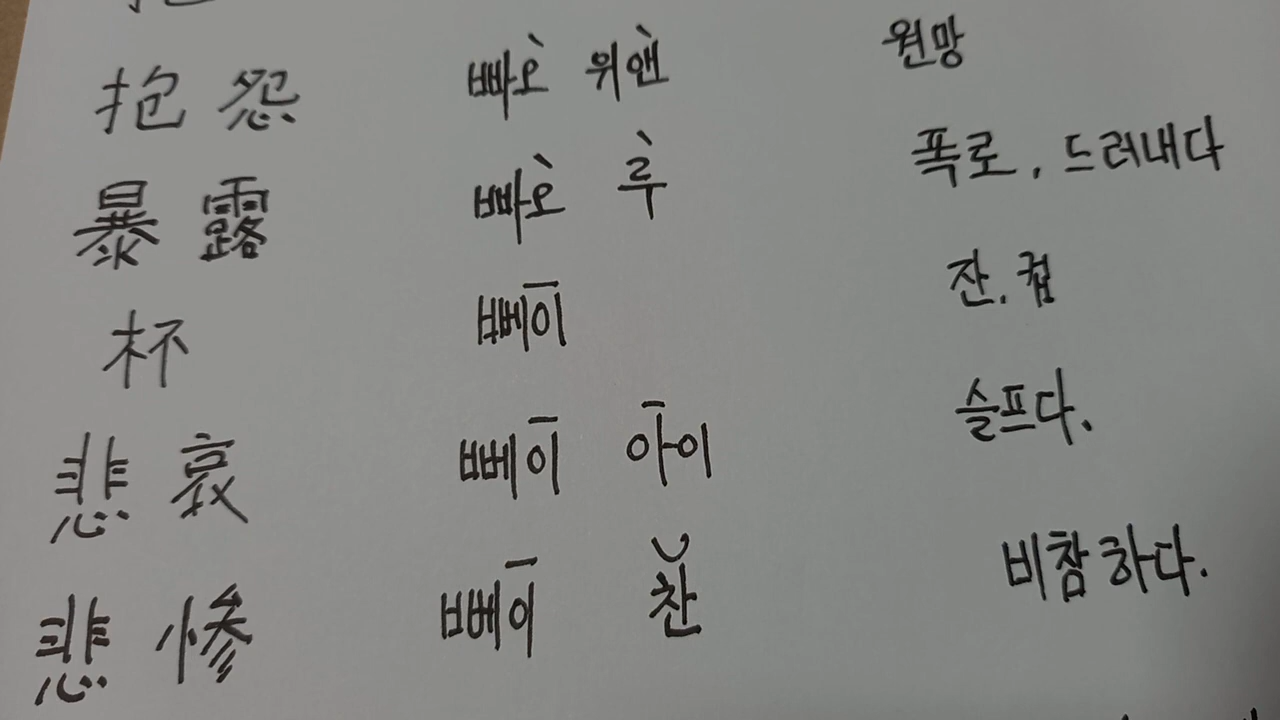 抱怨 빠오 위앤 원망
暴露 빠오 루 폭로, 드러내다
杯 뻬이 잔, 컵
悲哀 뻬이 아이 슬프다.
悲惨 뻬이 찬 비참하다.